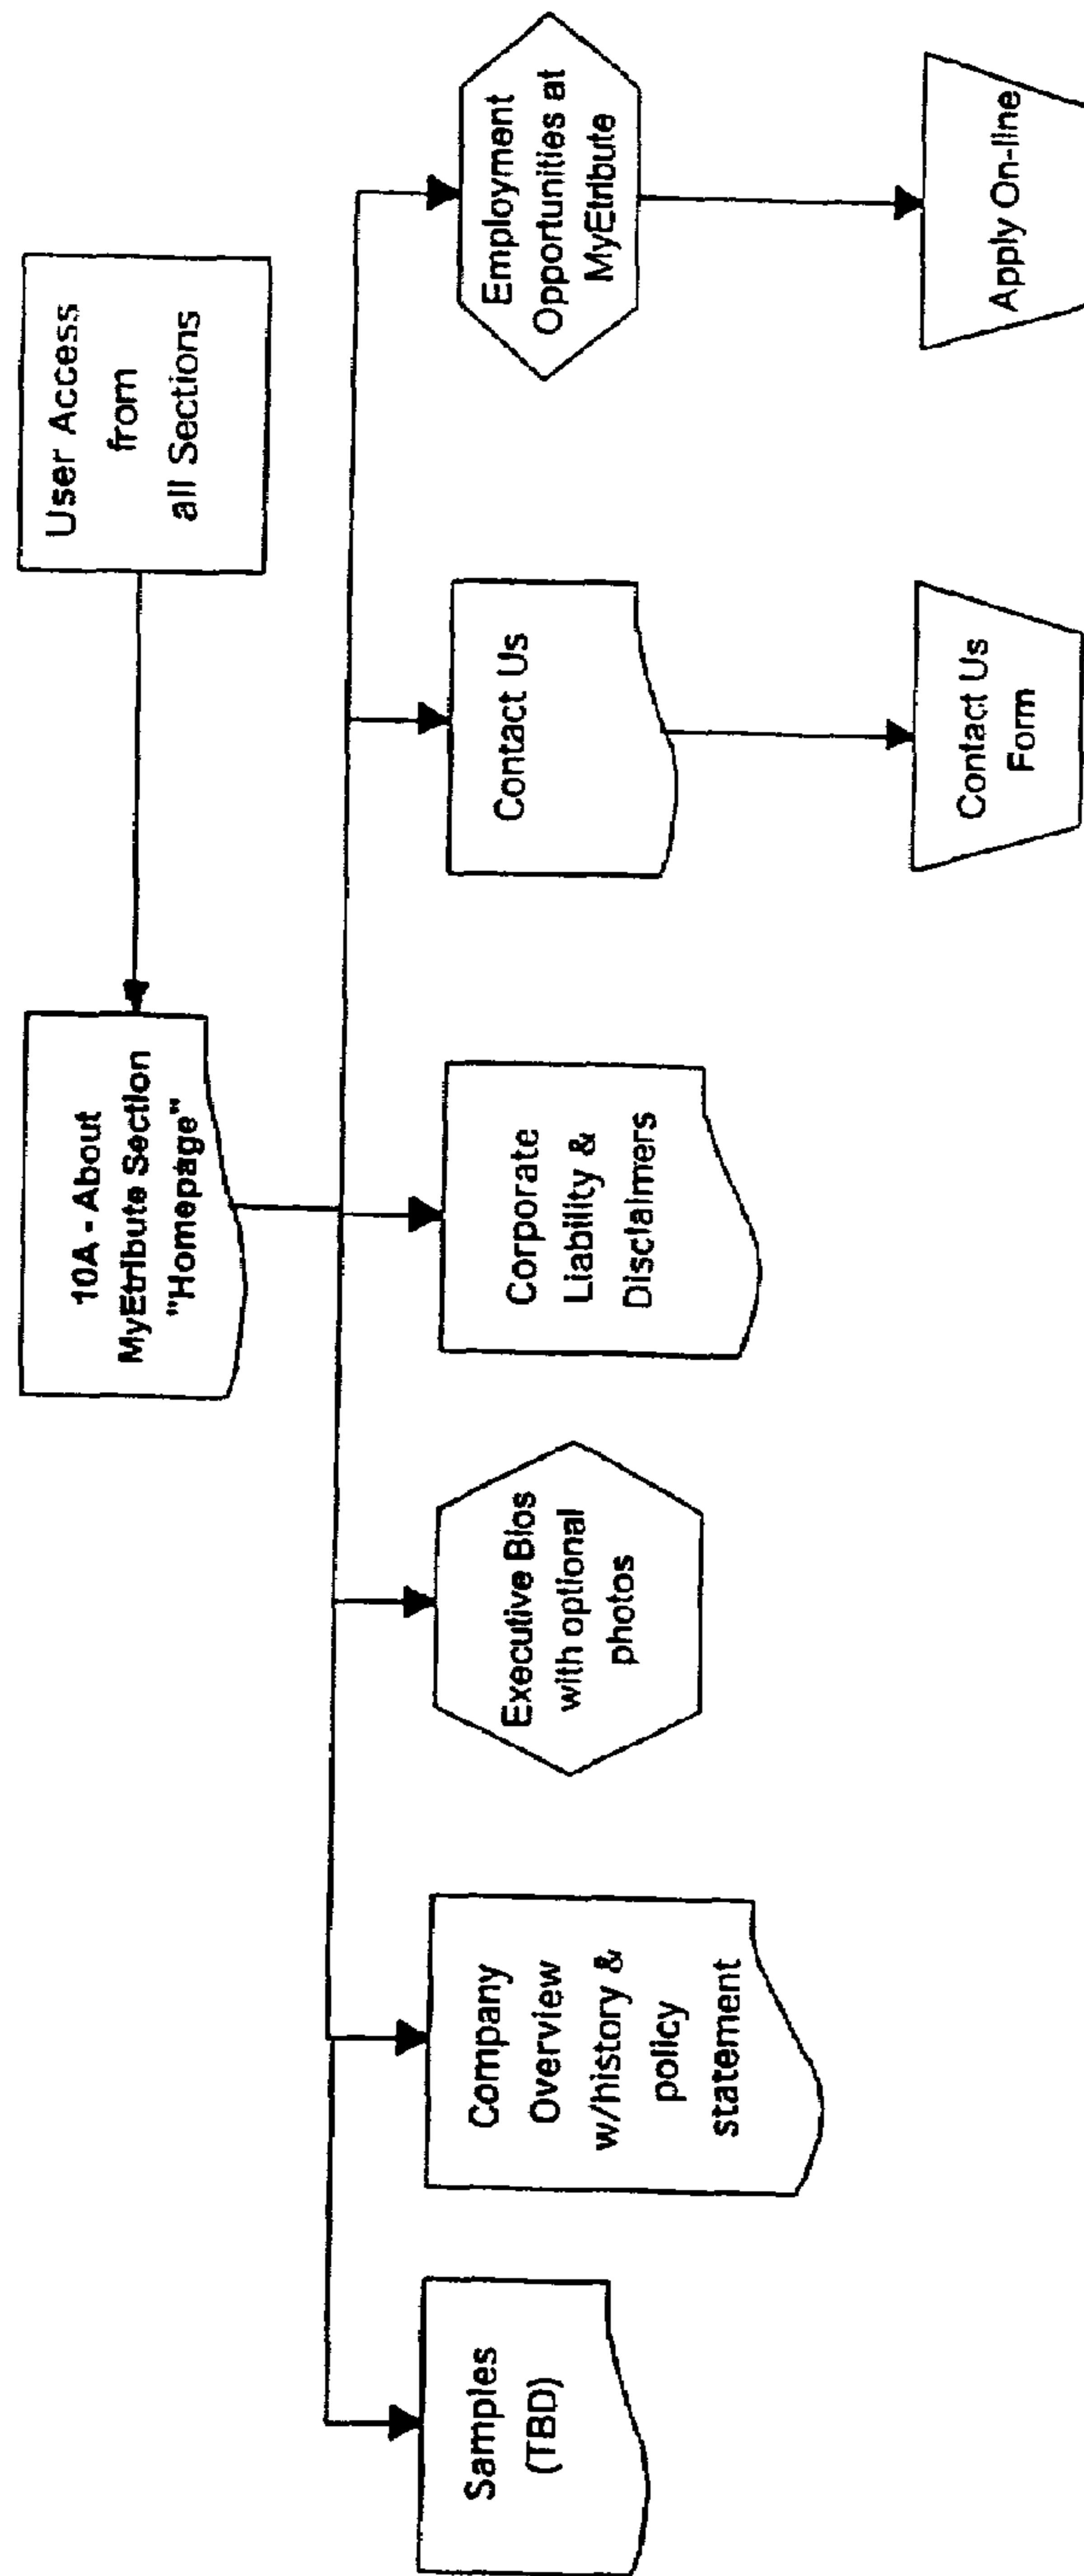 User Access
from
all Sections
10A - About
MyEtribute Section
"Homepage"
Samples
(TBD)
Company
Overview
w/history &
policy
statement
Executive Bios
with optional
photos
Corporate
Liability &
Disclaimers
Contact Us
Employment
Opportunities at
MyEtribute
Contact Us
Form
Apply On-line